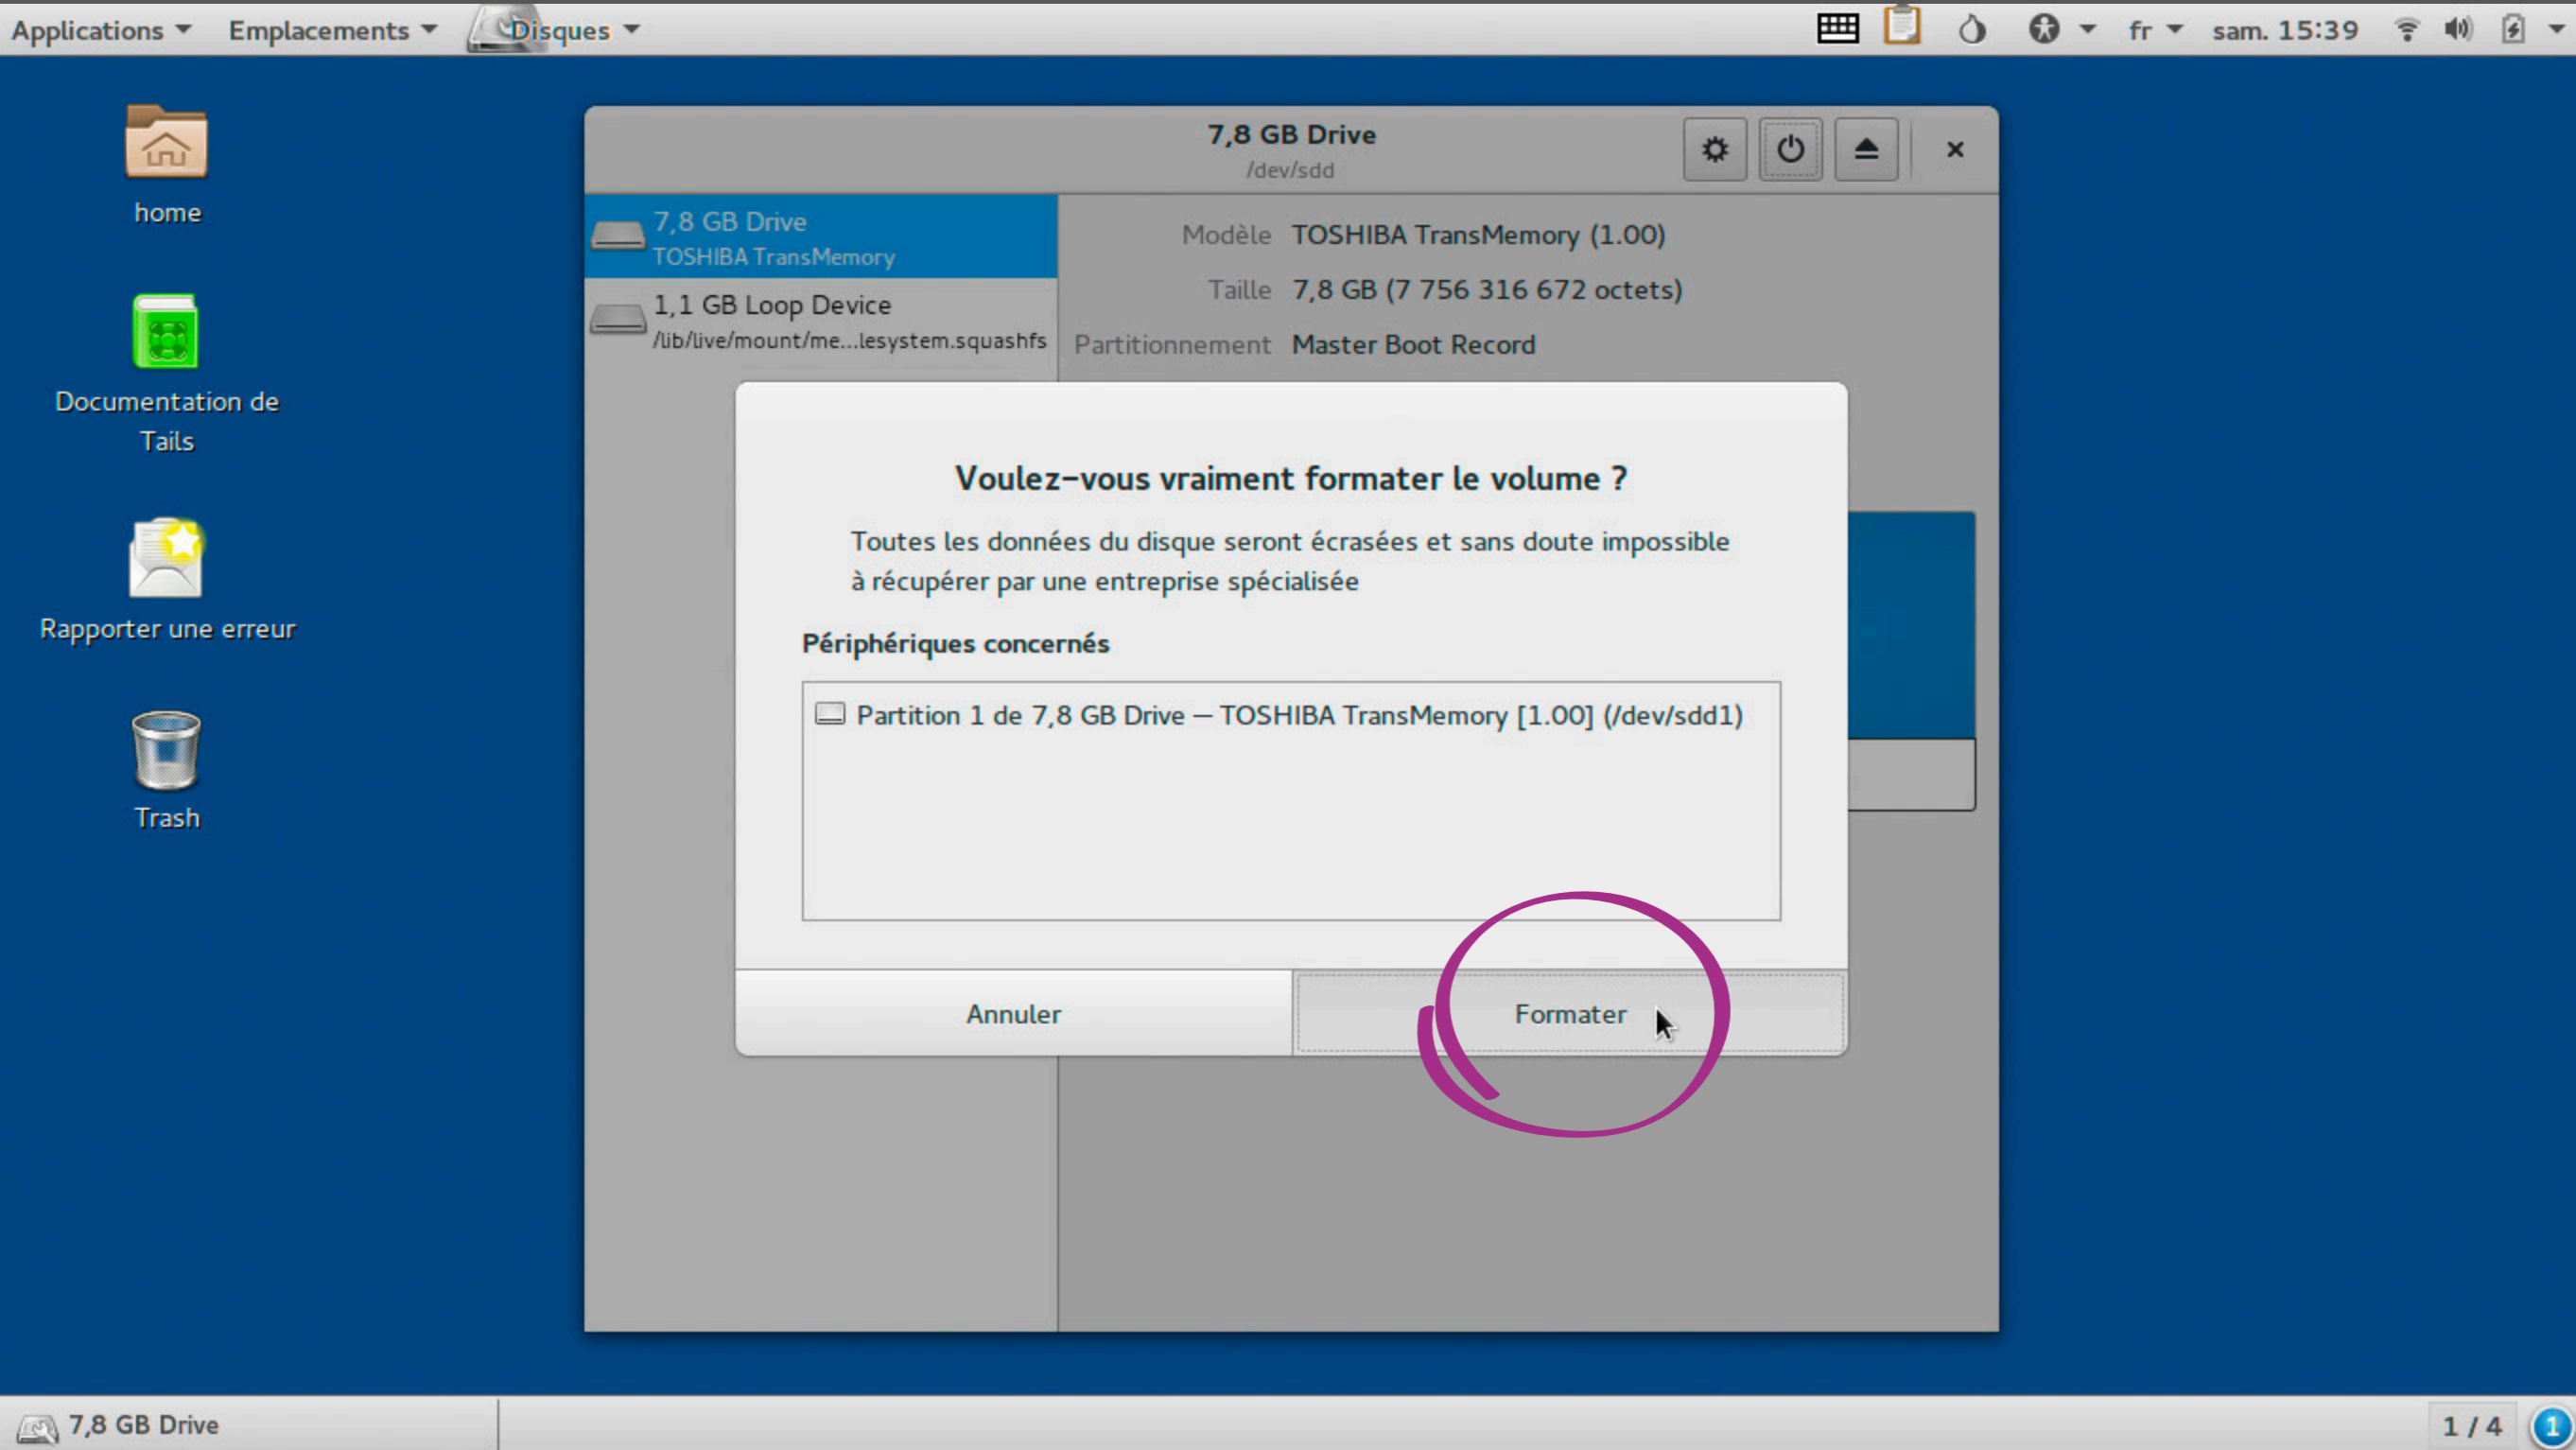 Applications
Emplacements
Disques
fr
sam. 15:39
home
Documentation de
Tails
Rapporter une erreur
Trash
7,8 GB Drive
/dev/sdd
7,8 GB Drive
TOSHIBA TransMemory
1,1 GB Loop Device
/lib/live/mount/me...lesystem.squashfs
Modèle TOSHIBA TransMemory (1.00)
Taille 7,8 GB (7 756 316 672 octets)
Partitionnement Master Boot Record
Voulez-vous vraiment formater le volume ?
Toutes les données du disque seront écrasées et sans doute impossible
à récupérer par une entreprise spécialisée
Périphériques concernés
Partition 1 de 7,8 GB Drive — TOSHIBA TransMemory [1.00] (/dev/sdd1)
Annuler
Formater
7,8 GB Drive
1 / 4
1